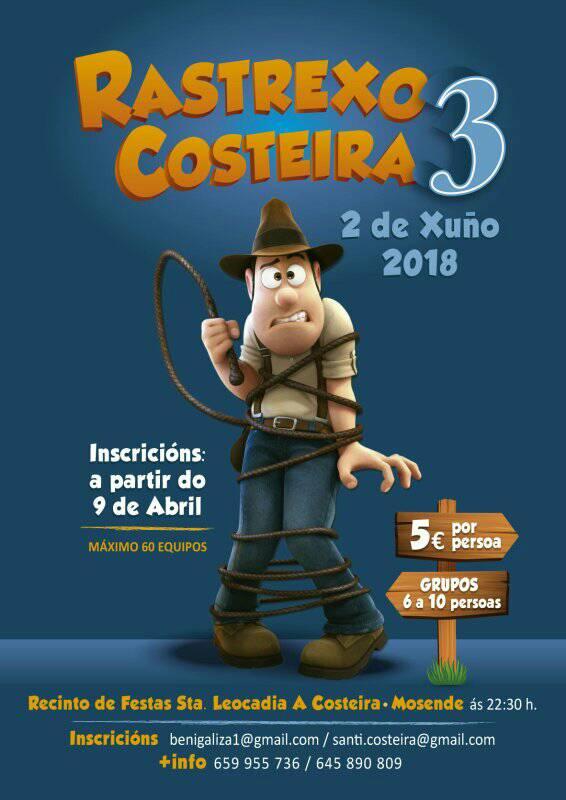 RASTREXO
COSTEIRA 3
2 de Xuño
2018
Inscricións:
a partir do
9 de Abril
MÁXIMO 60 EQUIPOS
5€ por
persoa
GRUPOS
6 a 10 persoas
Recinto de Festas Sta. Leocadia A Costeira • Mosende ás 22:30 h.
Inscricións benigaliza1@gmail.com / santi.costeira@gmail.com
+info 659 955 736 / 645 890 809